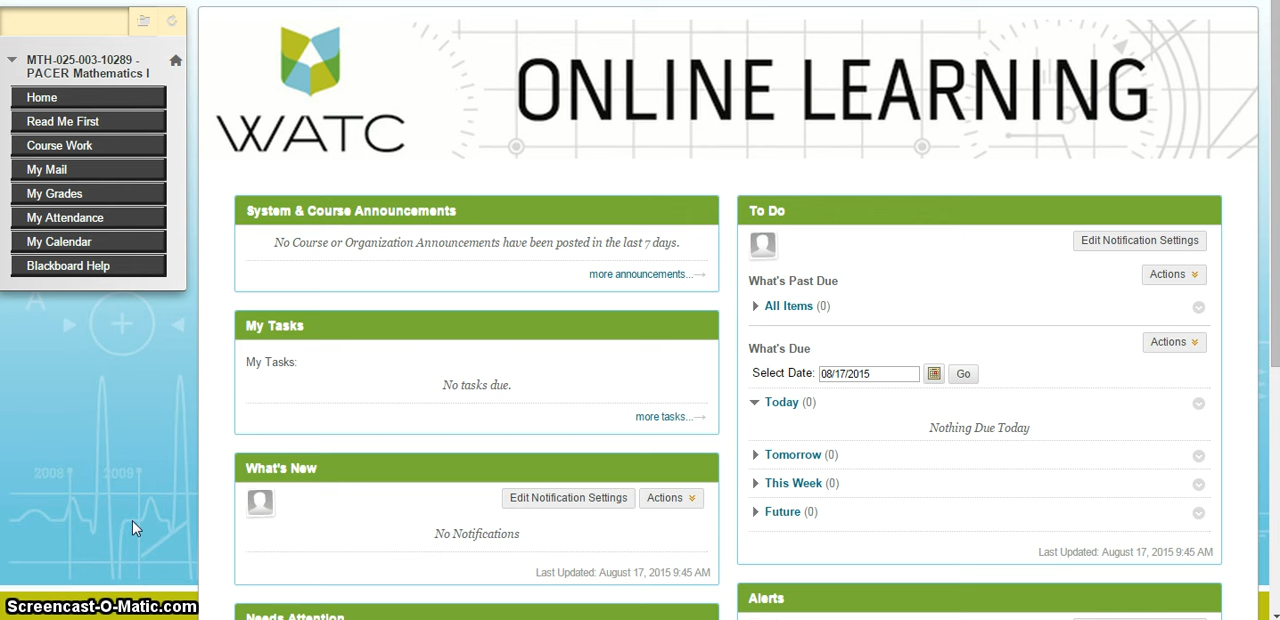 MTH-025-003-10289 -
PACER Mathematics I
Home
Read Me First
Course Work
My Mail
My Grades
My Attendance
My Calendar
Blackboard Help
A
2008
2009
Screencast-O-Matic.com
WATC
ONLINE LEARNING
System & Course Announcements
No Course or Organization Announcements have been posted in the last 7 days.
more announcements...→
My Tasks
My Tasks:
No tasks due.
more tasks...→
What's New
Edit Notification Settings
Actions
No Notifications
Last Updated: August 17, 2015 9:45 AM
Needs Attention
To Do
Edit Notification Settings
What's Past Due
Actions
All Items (0)
What's Due
Actions
Select Date: 08/17/2015 Go
Today (0)
Nothing Due Today
Tomorrow (0)
This Week (0)
Future (0)
Last Updated: August 17, 2015 9:45 AM
Alerts